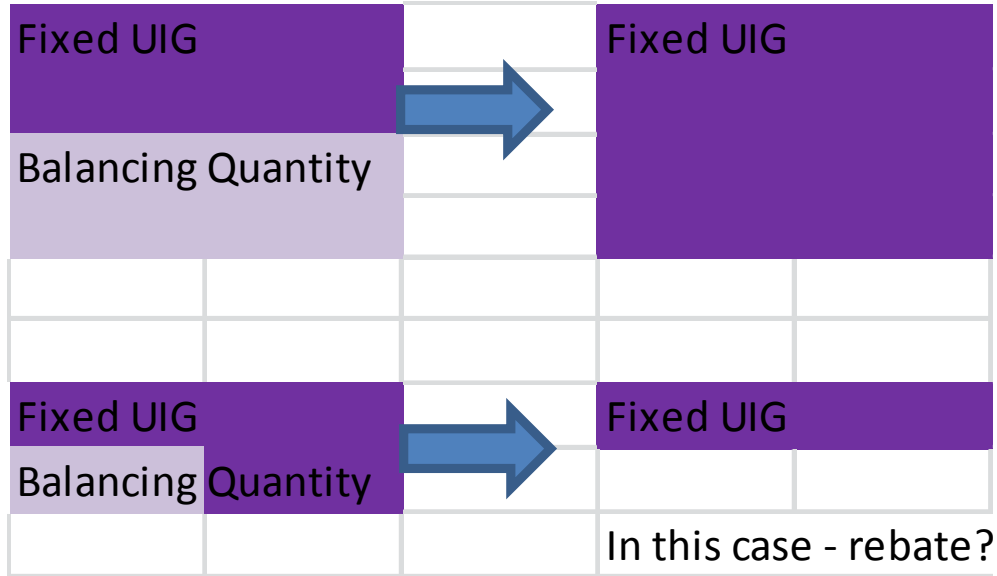 Fixed UIG
Fixed UIG
Balancing Quantity
Fixed UIG
Fixed UIG
Balancing Quantity
In this case - rebate?